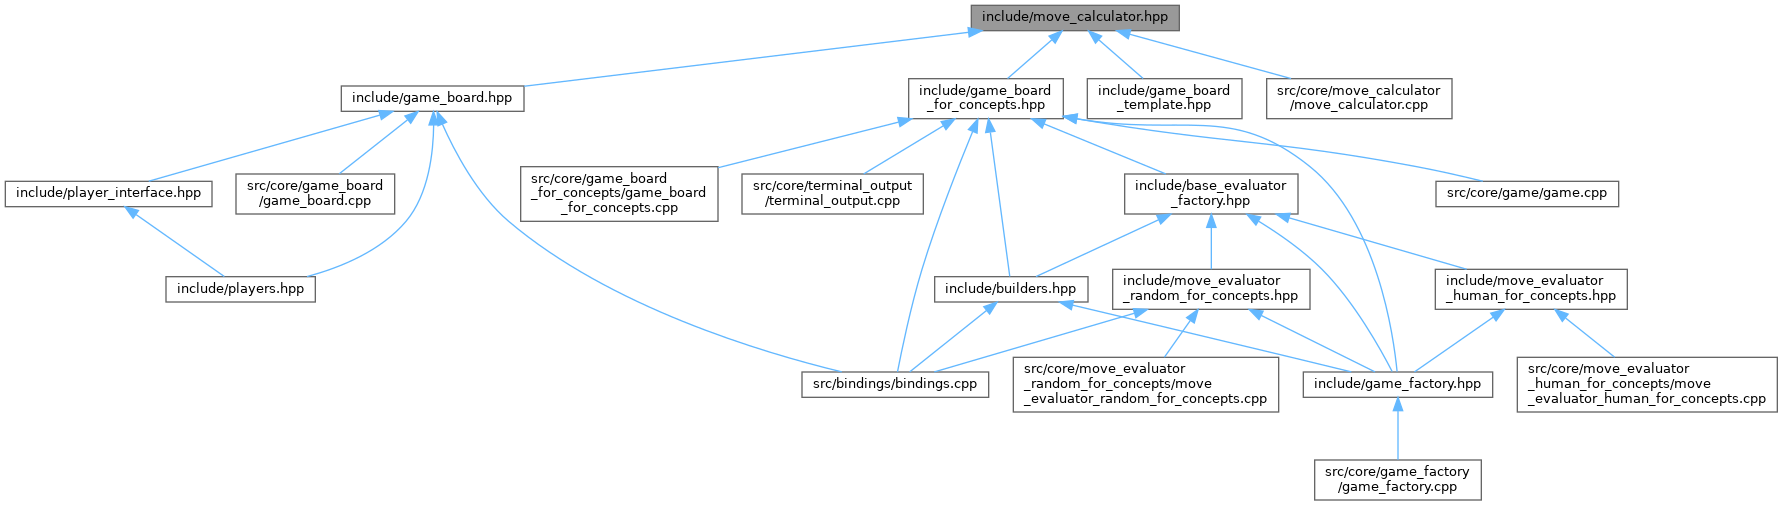 include/move_calculator.hpp
include/game_board.hpp
include/game_board
_for_concepts.hpp
include/game_board
_template.hpp
src/core/move_calculator
/move_calculator.cpp
include/player_interface.hpp
src/core/game_board
/game_board.cpp
src/core/game_board
_for_concepts/game_board
_for_concepts.cpp
src/core/terminal_output
/terminal_output.cpp
include/base_evaluator
_factory.hpp
src/core/game/game.cpp
include/players.hpp
include/builders.hpp
include/move_evaluator
_random_for_concepts.hpp
include/move_evaluator
_human_for_concepts.hpp
src/bindings/bindings.cpp
src/core/move_evaluator
_random_for_concepts/move
_evaluator_random_for_concepts.cpp
include/game_factory.hpp
src/core/move_evaluator
_human_for_concepts/move
_evaluator_human_for_concepts.cpp
src/core/game_factory
/game_factory.cpp